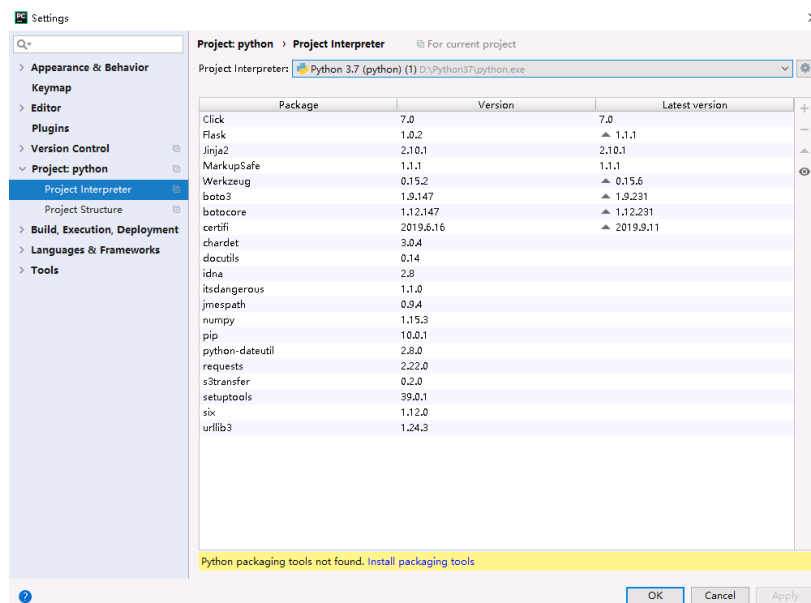 PC Settings
Project: python > Project Interpreter For current project
Project Interpreter: Python 3.7 (python) (1) D:\Python37\python.exe
Appearance & Behavior
Keymap
Editor
Plugins
Version Control
Project: python
Project Interpreter
Project Structure
Build, Execution, Deployment
Languages & Frameworks
Tools
Package Version Latest version
Click 7.0 7.0
Flask 1.0.2 1.1.1
Jinja2 2.10.1 2.10.1
MarkupSafe 1.1.1 1.1.1
Werkzeug 0.15.2 0.15.6
boto3 1.9.147 1.9.231
botocore 1.12.147 1.12.231
certifi 2019.6.16 2019.9.11
chardet 3.0.4
docutils 0.14
idna 2.8
itsdangerous 1.1.0
jmespath 0.9.4
numpy 1.15.3
pip 10.0.1
python-dateutil 2.8.0
requests 2.22.0
s3transfer 0.2.0
setuptools 39.0.1
six 1.12.0
urllib3 1.24.3
Python packaging tools not found. Install packaging tools
? OK Cancel Apply